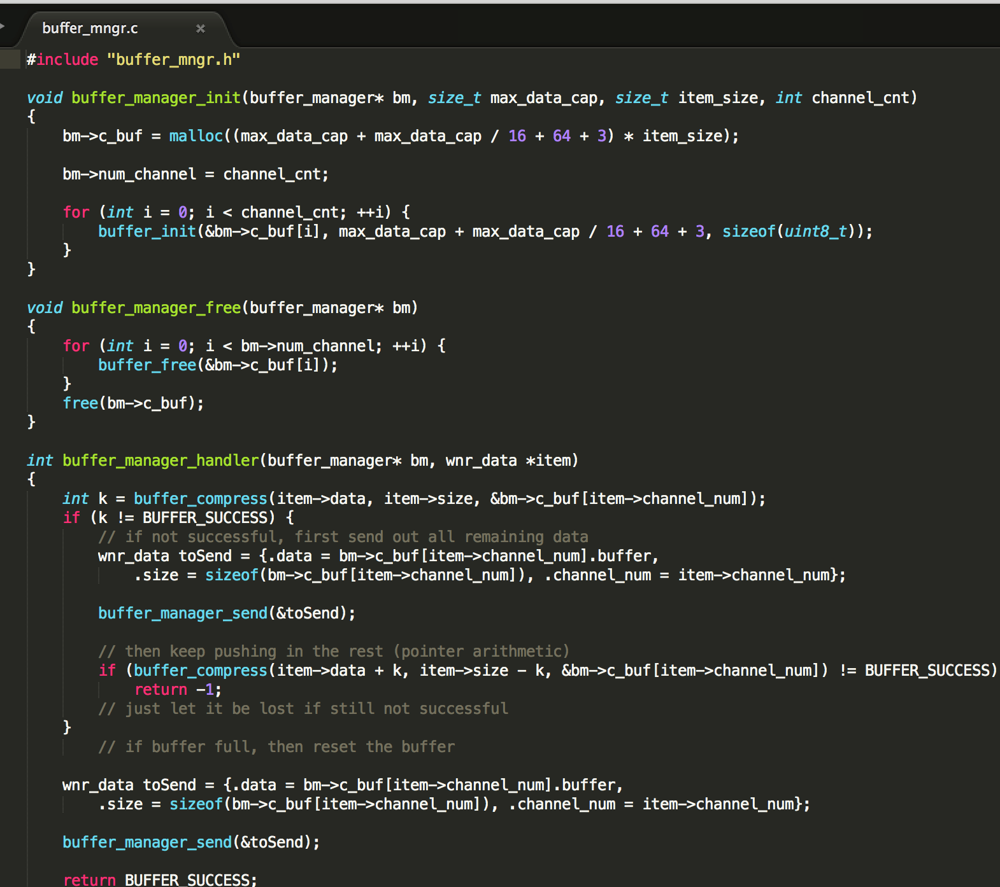 buffer_mngr.c
#include "buffer_mngr.h"
void buffer_manager_init(buffer_manager* bm, size_t max_data_cap, size_t item_size, int channel_cnt)
{
    bm->c_buf = malloc((max_data_cap + max_data_cap / 16 + 64 + 3) * item_size);
    bm->num_channel = channel_cnt;
    for (int i = 0; i < channel_cnt; ++i) {
        buffer_init(&bm->c_buf[i], max_data_cap + max_data_cap / 16 + 64 + 3, sizeof(uint8_t));
    }
}
void buffer_manager_free(buffer_manager* bm)
{
    for (int i = 0; i < bm->num_channel; ++i) {
        buffer_free(&bm->c_buf[i]);
    }
    free(bm->c_buf);
}
int buffer_manager_handler(buffer_manager* bm, wnr_data *item)
{
    int k = buffer_compress(item->data, item->size, &bm->c_buf[item->channel_num]);
    if (k != BUFFER_SUCCESS) {
        // if not successful, first send out all remaining data
        wnr_data toSend = {.data = bm->c_buf[item->channel_num].buffer,
            .size = sizeof(bm->c_buf[item->channel_num]), .channel_num = item->channel_num};
        buffer_manager_send(&toSend);
        // then keep pushing in the rest (pointer arithmetic)
        if (buffer_compress(item->data + k, item->size - k, &bm->c_buf[item->channel_num]) != BUFFER_SUCCESS)
            return -1;
        // just let it be lost if still not successful
    }
        // if buffer full, then reset the buffer
    wnr_data toSend = {.data = bm->c_buf[item->channel_num].buffer,
        .size = sizeof(bm->c_buf[item->channel_num]), .channel_num = item->channel_num};
    buffer_manager_send(&toSend);
    return BUFFER_SUCCESS;